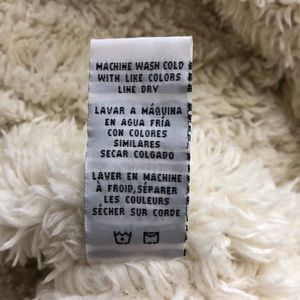 MACHINE WASH COLD
WITH LIKE COLORS
LINE DRY
LAVAR A MÁQUINA
EN AGUA FRÍA
CON COLORES
SIMILARES
SECAR COLGADO
LAVER EN MACHINE
À FROID, SÉPARER
LES COULEURS
SÉCHER SUR CORDE